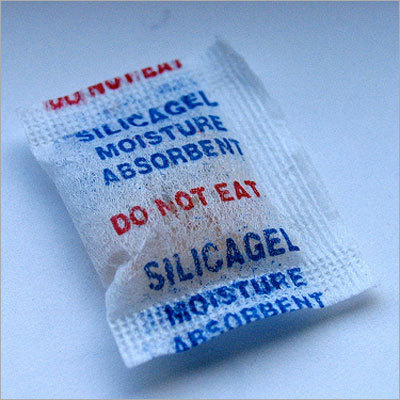 DO NOT EAT
SILICAGEL
MOISTURE
ABSORBENT
DO NOT EAT
SILICAGEL
MOISTURE
ABSORBENT